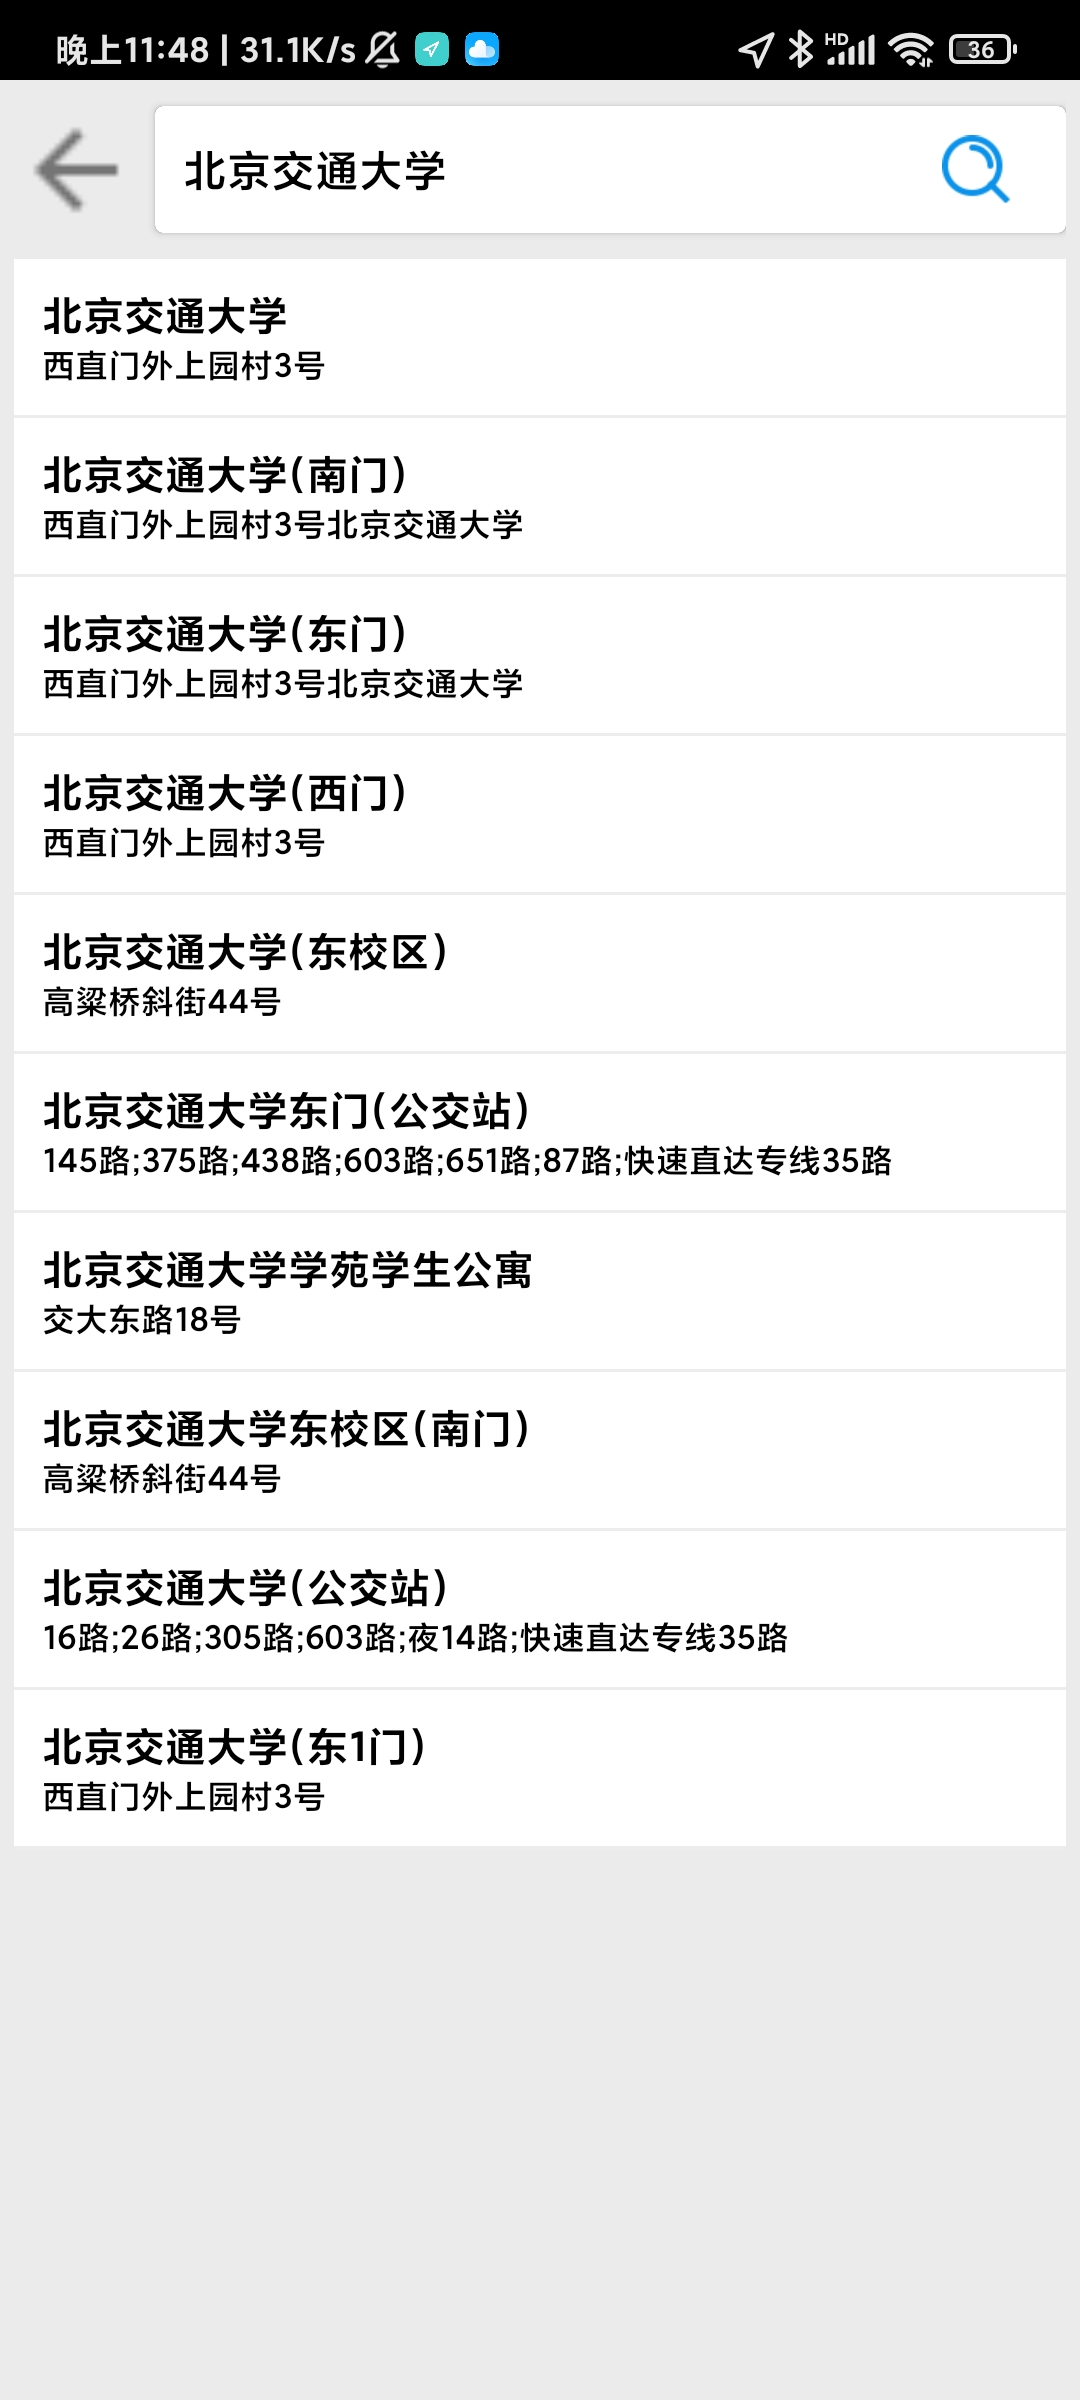 晚上11:48 | 31.1K/s
HD
36
北京交通大学
北京交通大学
西直门外上园村3号
北京交通大学(南门)
西直门外上园村3号北京交通大学
北京交通大学(东门)
西直门外上园村3号北京交通大学
北京交通大学(西门)
西直门外上园村3号
北京交通大学(东校区)
高粱桥斜街44号
北京交通大学东门(公交站)
145路;375路;438路;603路;651路;87路;快速直达专线35路
北京交通大学学苑学生公寓
交大东路18号
北京交通大学东校区(南门)
高粱桥斜街44号
北京交通大学(公交站)
16路;26路;305路;603路;夜14路;快速直达专线35路
北京交通大学(东1门)
西直门外上园村3号